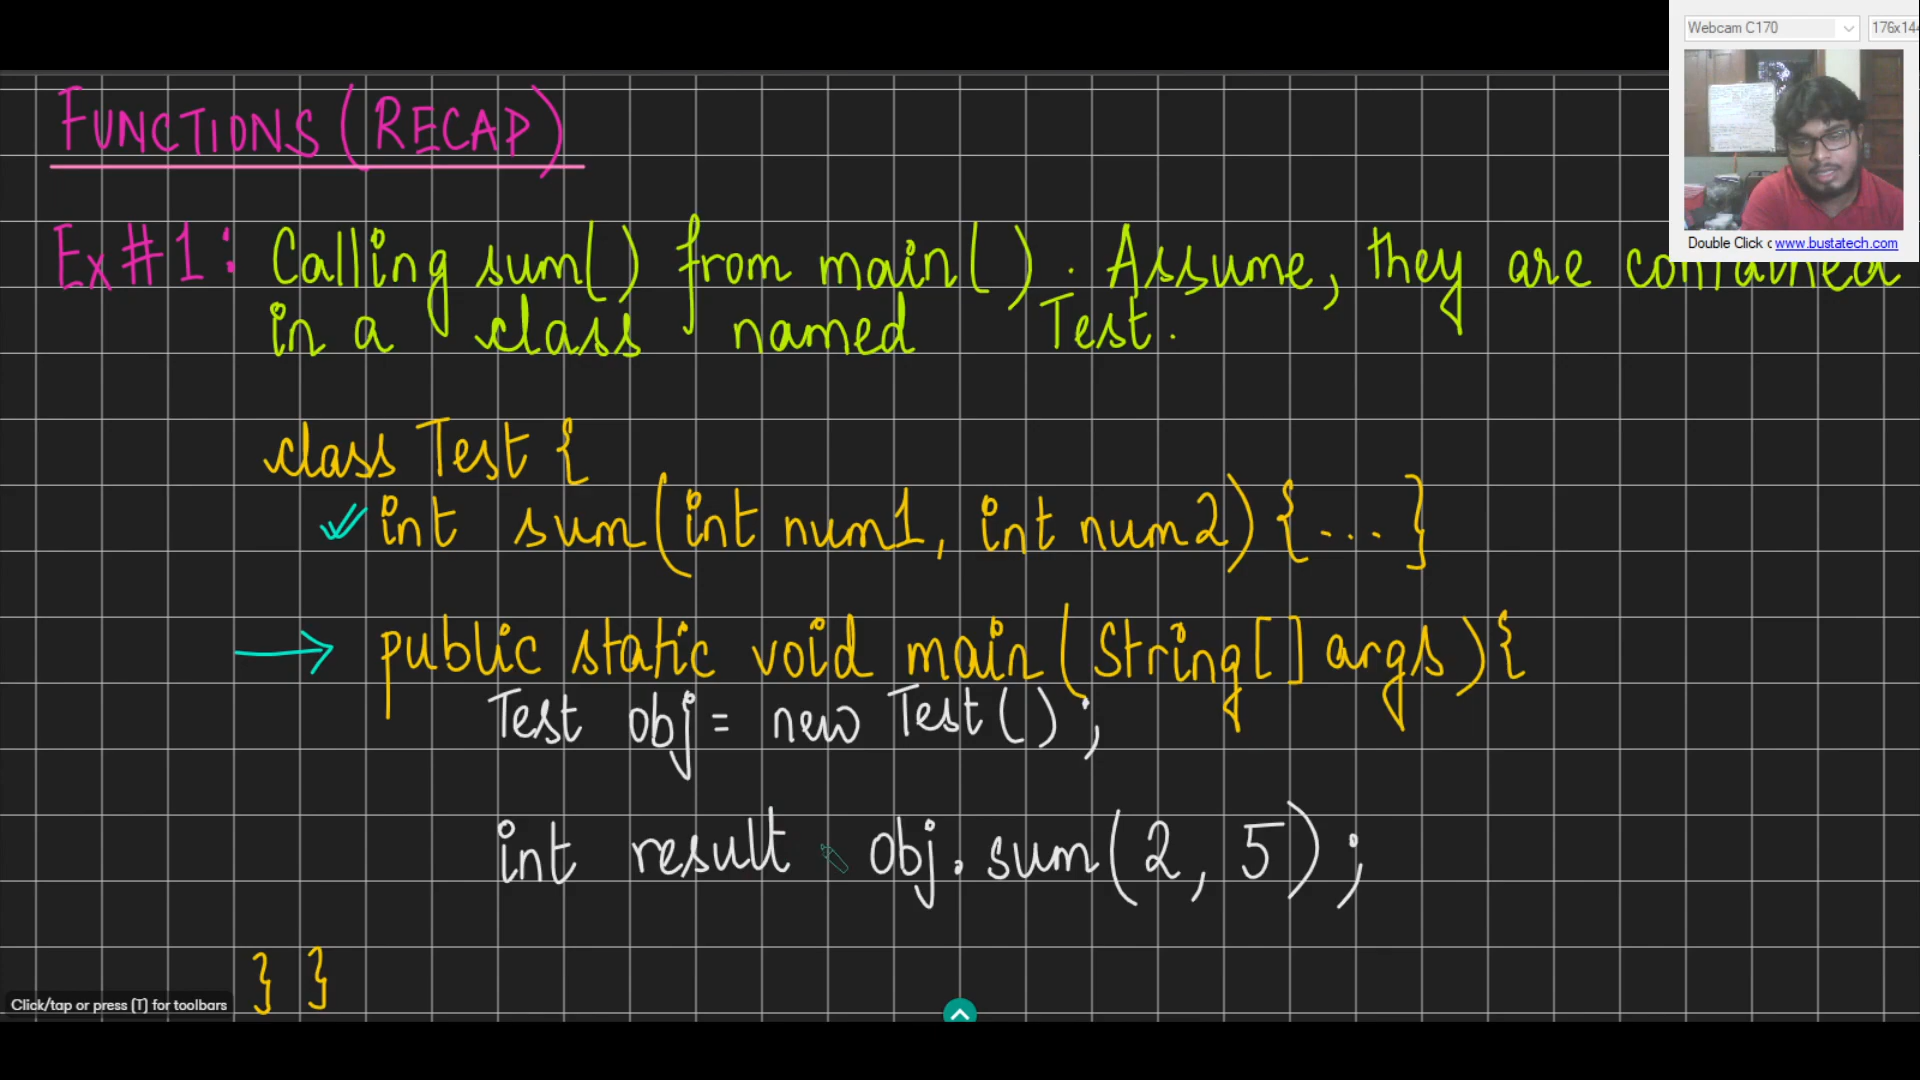 Webcam C170
176x144
FUNCTIONS (RECAP)
Double Click www.bustatech.com
Ex#1: Calling sum() from main(). Assume, they are contained
in a class named Test.
class Test {
int sum(int num1, int num2){...}
public static void main(String[] args){
Test obj = new Test();
int result obj.sum(2, 5);
} }
Click/tap or press (T) for toolbars